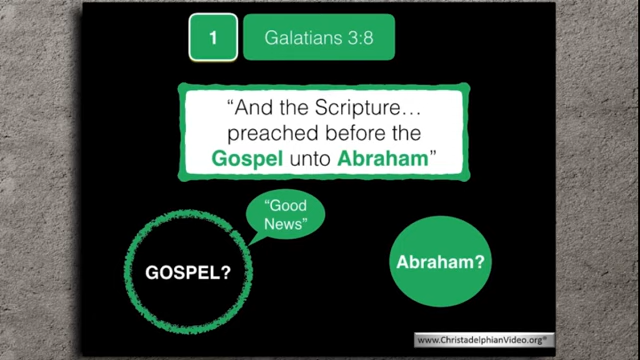 1
Galatians 3:8
“And the Scripture…
preached before the
Gospel unto Abraham”
“Good
News”
GOSPEL?
Abraham?
www.ChristadelphianVideo.org®